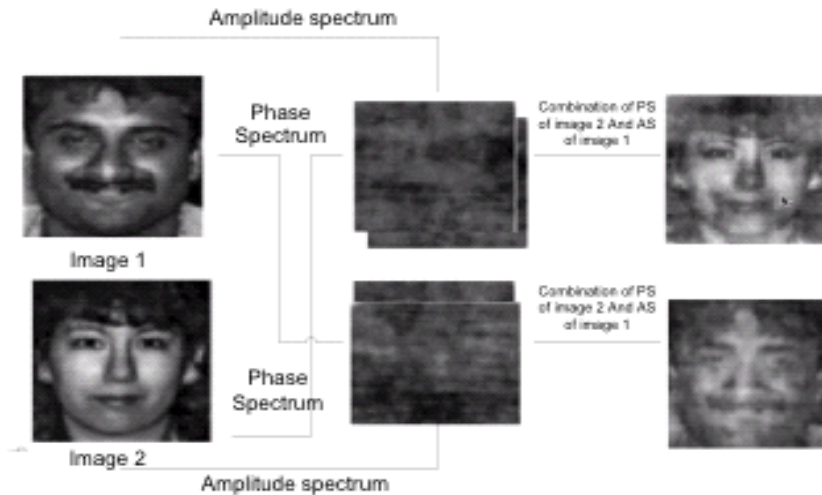 Amplitude spectrum
Phase
Spectrum
Combination of PS
of image 2 And AS
of image 1
Image 1
Combination of PS
of image 2 And AS
of image 1
Phase
Spectrum
Image 2
Amplitude spectrum